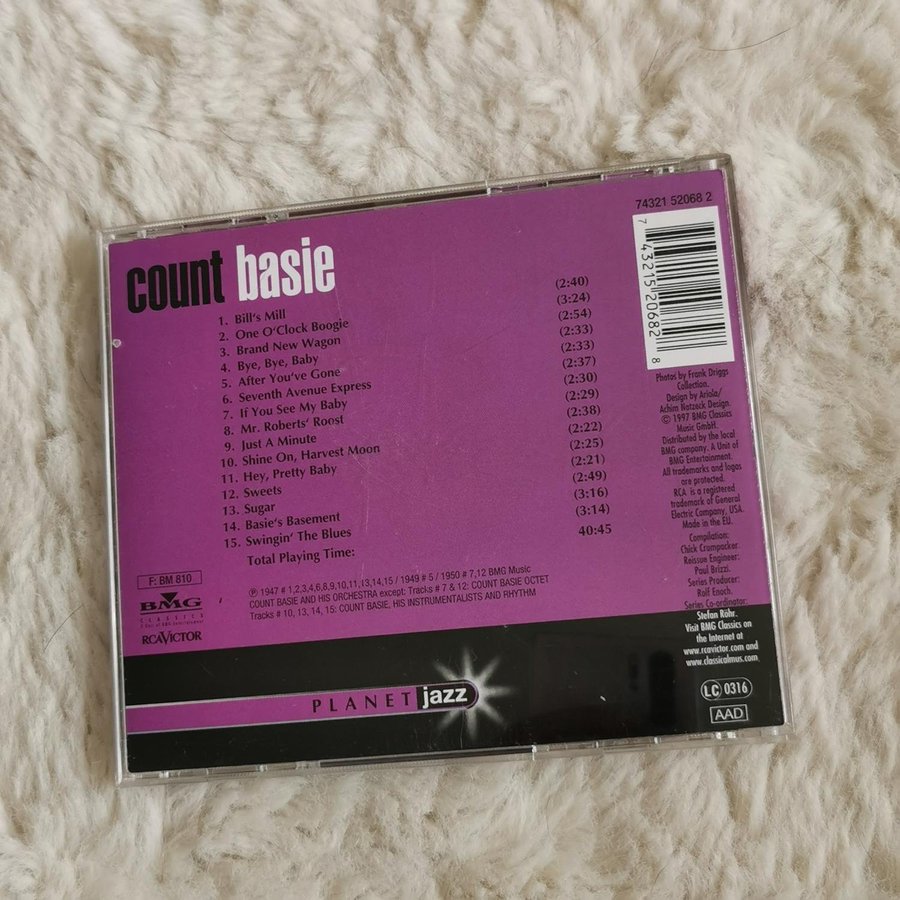 count basie
1. Bill's Mill (2:40)
2. One O'Clock Boogie (3:24)
3. Brand New Wagon (2:54)
4. Bye, Bye, Baby (2:33)
5. After You've Gone (2:33)
6. Seventh Avenue Express (2:37)
7. If You See My Baby (2:30)
8. Mr. Roberts' Roost (2:29)
9. Just A Minute (2:38)
10. Shine On, Harvest Moon (2:22)
11. Hey, Pretty Baby (2:25)
12. Sweets (2:21)
13. Sugar (2:49)
14. Basie's Basement (3:16)
15. Swingin' The Blues (3:14)
Total Playing Time: 40:45
74321 52068 2
7 43215 20682 8
Photos by Frank Driggs
Collection.
Design by Ariola/
Achim Natzeck Design.
© 1997 BMG Classics
Music GmbH.
Distributed by the local
BMG company. A Unit of
BMG Entertainment.
All trademarks and logos
are protected.
RCA is a registered
trademark of General
Electric Company, USA.
Made in the EU.
Compilation:
Chick Crumpacker.
Reissue Engineer:
Paul Brizzi.
Series Producer:
Rolf Enoch.
Series Co-ordinator:
Stefan Röhr.
Visit BMG Classics on
the Internet at
www.rcavictor.com and
www.classicalmus.com
F: BM 810
BMG
CLASSICS
RCA VICTOR
℗ 1947 # 1,2,3,4,6,8,9,10,11,13,14,15 / 1949 # 5 / 1950 # 7,12 BMG Music
COUNT BASIE AND HIS ORCHESTRA except: Tracks # 7 & 12: COUNT BASIE OCTET
Tracks # 10, 13, 14, 15: COUNT BASIE, HIS INSTRUMENTALISTS AND RHYTHM
PLANET jazz
LC 0316
AAD